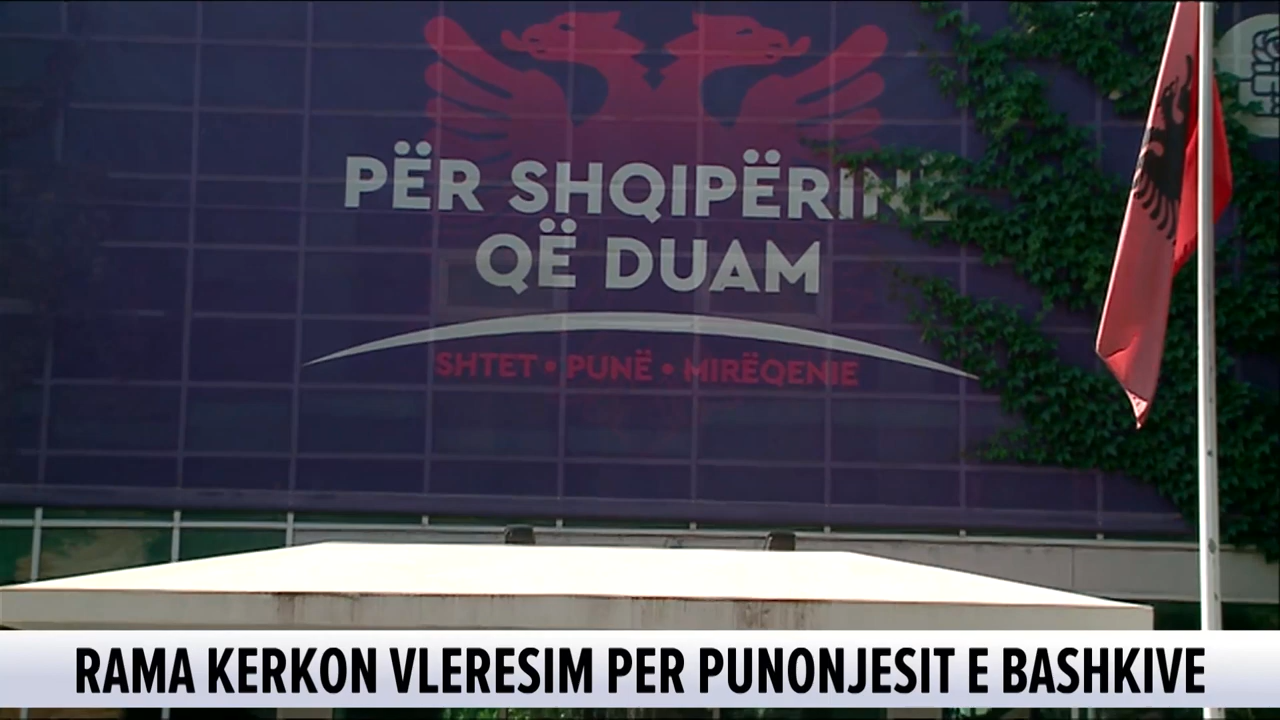 PËR SHQIPËRINË
QË DUAM
SHTET • PUNË • MIRËQENIE
RAMA KERKON VLERESIM PER PUNONJESIT E BASHKIVE